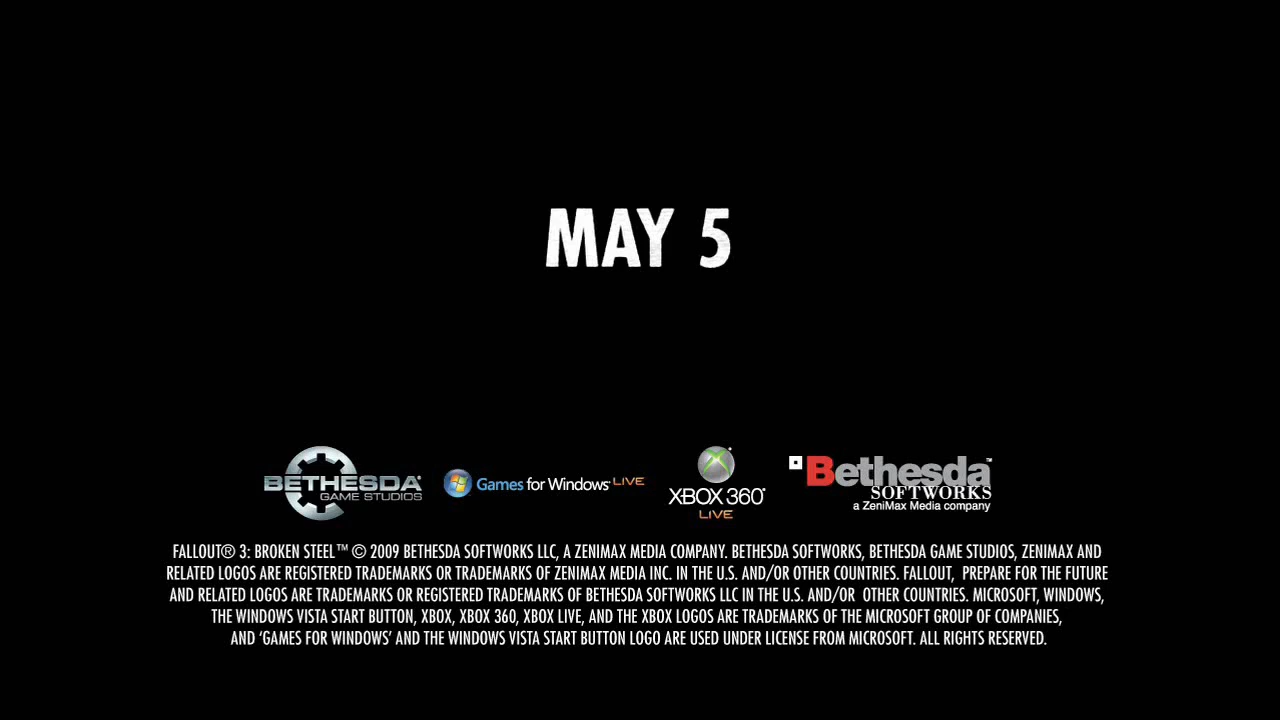 MAY 5
BETHESDA®
GAME STUDIOS
Games for Windows® LIVE
XBOX 360®
LIVE
Bethesda™
SOFTWORKS
a ZeniMax Media company
FALLOUT® 3: BROKEN STEEL™ © 2009 BETHESDA SOFTWORKS LLC, A ZENIMAX MEDIA COMPANY. BETHESDA SOFTWORKS, BETHESDA GAME STUDIOS, ZENIMAX AND
RELATED LOGOS ARE REGISTERED TRADEMARKS OR TRADEMARKS OF ZENIMAX MEDIA INC. IN THE U.S. AND/OR OTHER COUNTRIES. FALLOUT, PREPARE FOR THE FUTURE
AND RELATED LOGOS ARE TRADEMARKS OR REGISTERED TRADEMARKS OF BETHESDA SOFTWORKS LLC IN THE U.S. AND/OR OTHER COUNTRIES. MICROSOFT, WINDOWS,
THE WINDOWS VISTA START BUTTON, XBOX, XBOX 360, XBOX LIVE, AND THE XBOX LOGOS ARE TRADEMARKS OF THE MICROSOFT GROUP OF COMPANIES,
AND ‘GAMES FOR WINDOWS’ AND THE WINDOWS VISTA START BUTTON LOGO ARE USED UNDER LICENSE FROM MICROSOFT. ALL RIGHTS RESERVED.